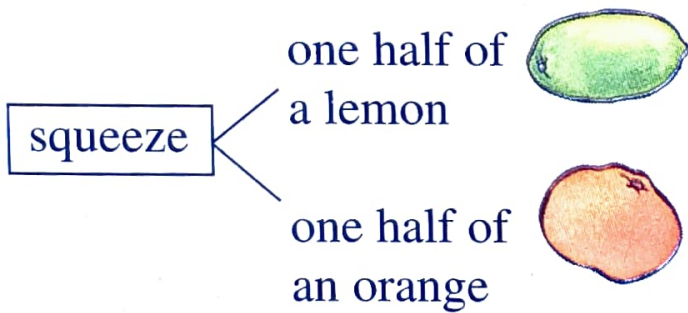 squeeze
one half of
a lemon
one half of
an orange